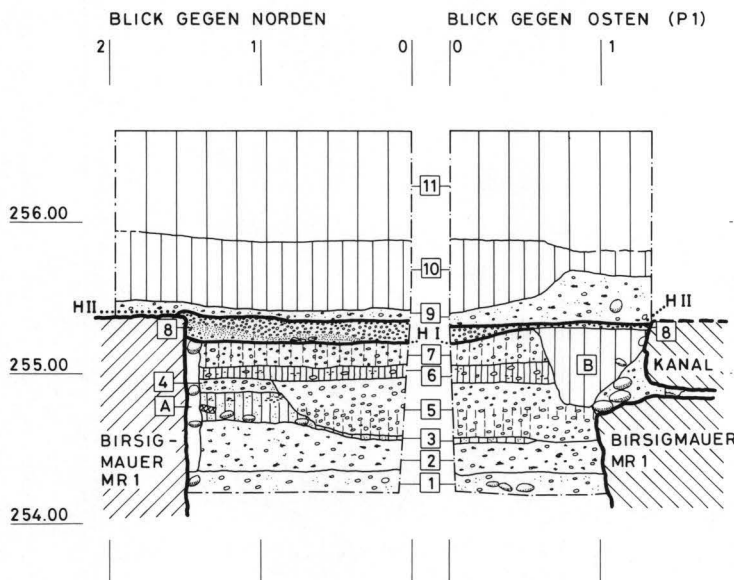 BLICK GEGEN NORDEN
BLICK GEGEN OSTEN (P1)
2 1 0 0 1
11
256.00
10
H II
9
H II
8
H I
8
255.00
7
B
KANAL
6
4
A
5
BIRSIG-
MAUER
MR 1
3
BIRSIGMAUER
MR 1
2
1
254.00